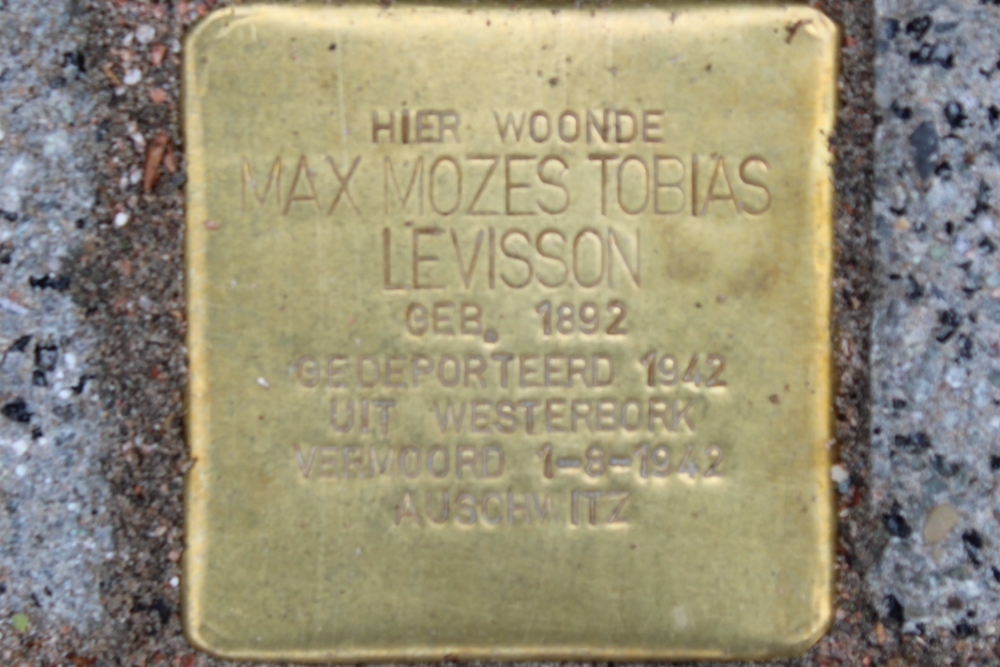 HIER WOONDE
MAX MOZES TOBIAS
LEVISSON
GEB. 1892
GEDEPORTEERD 1942
UIT WESTERBORK
VERMOORD 1-8-1942
AUSCHWITZ